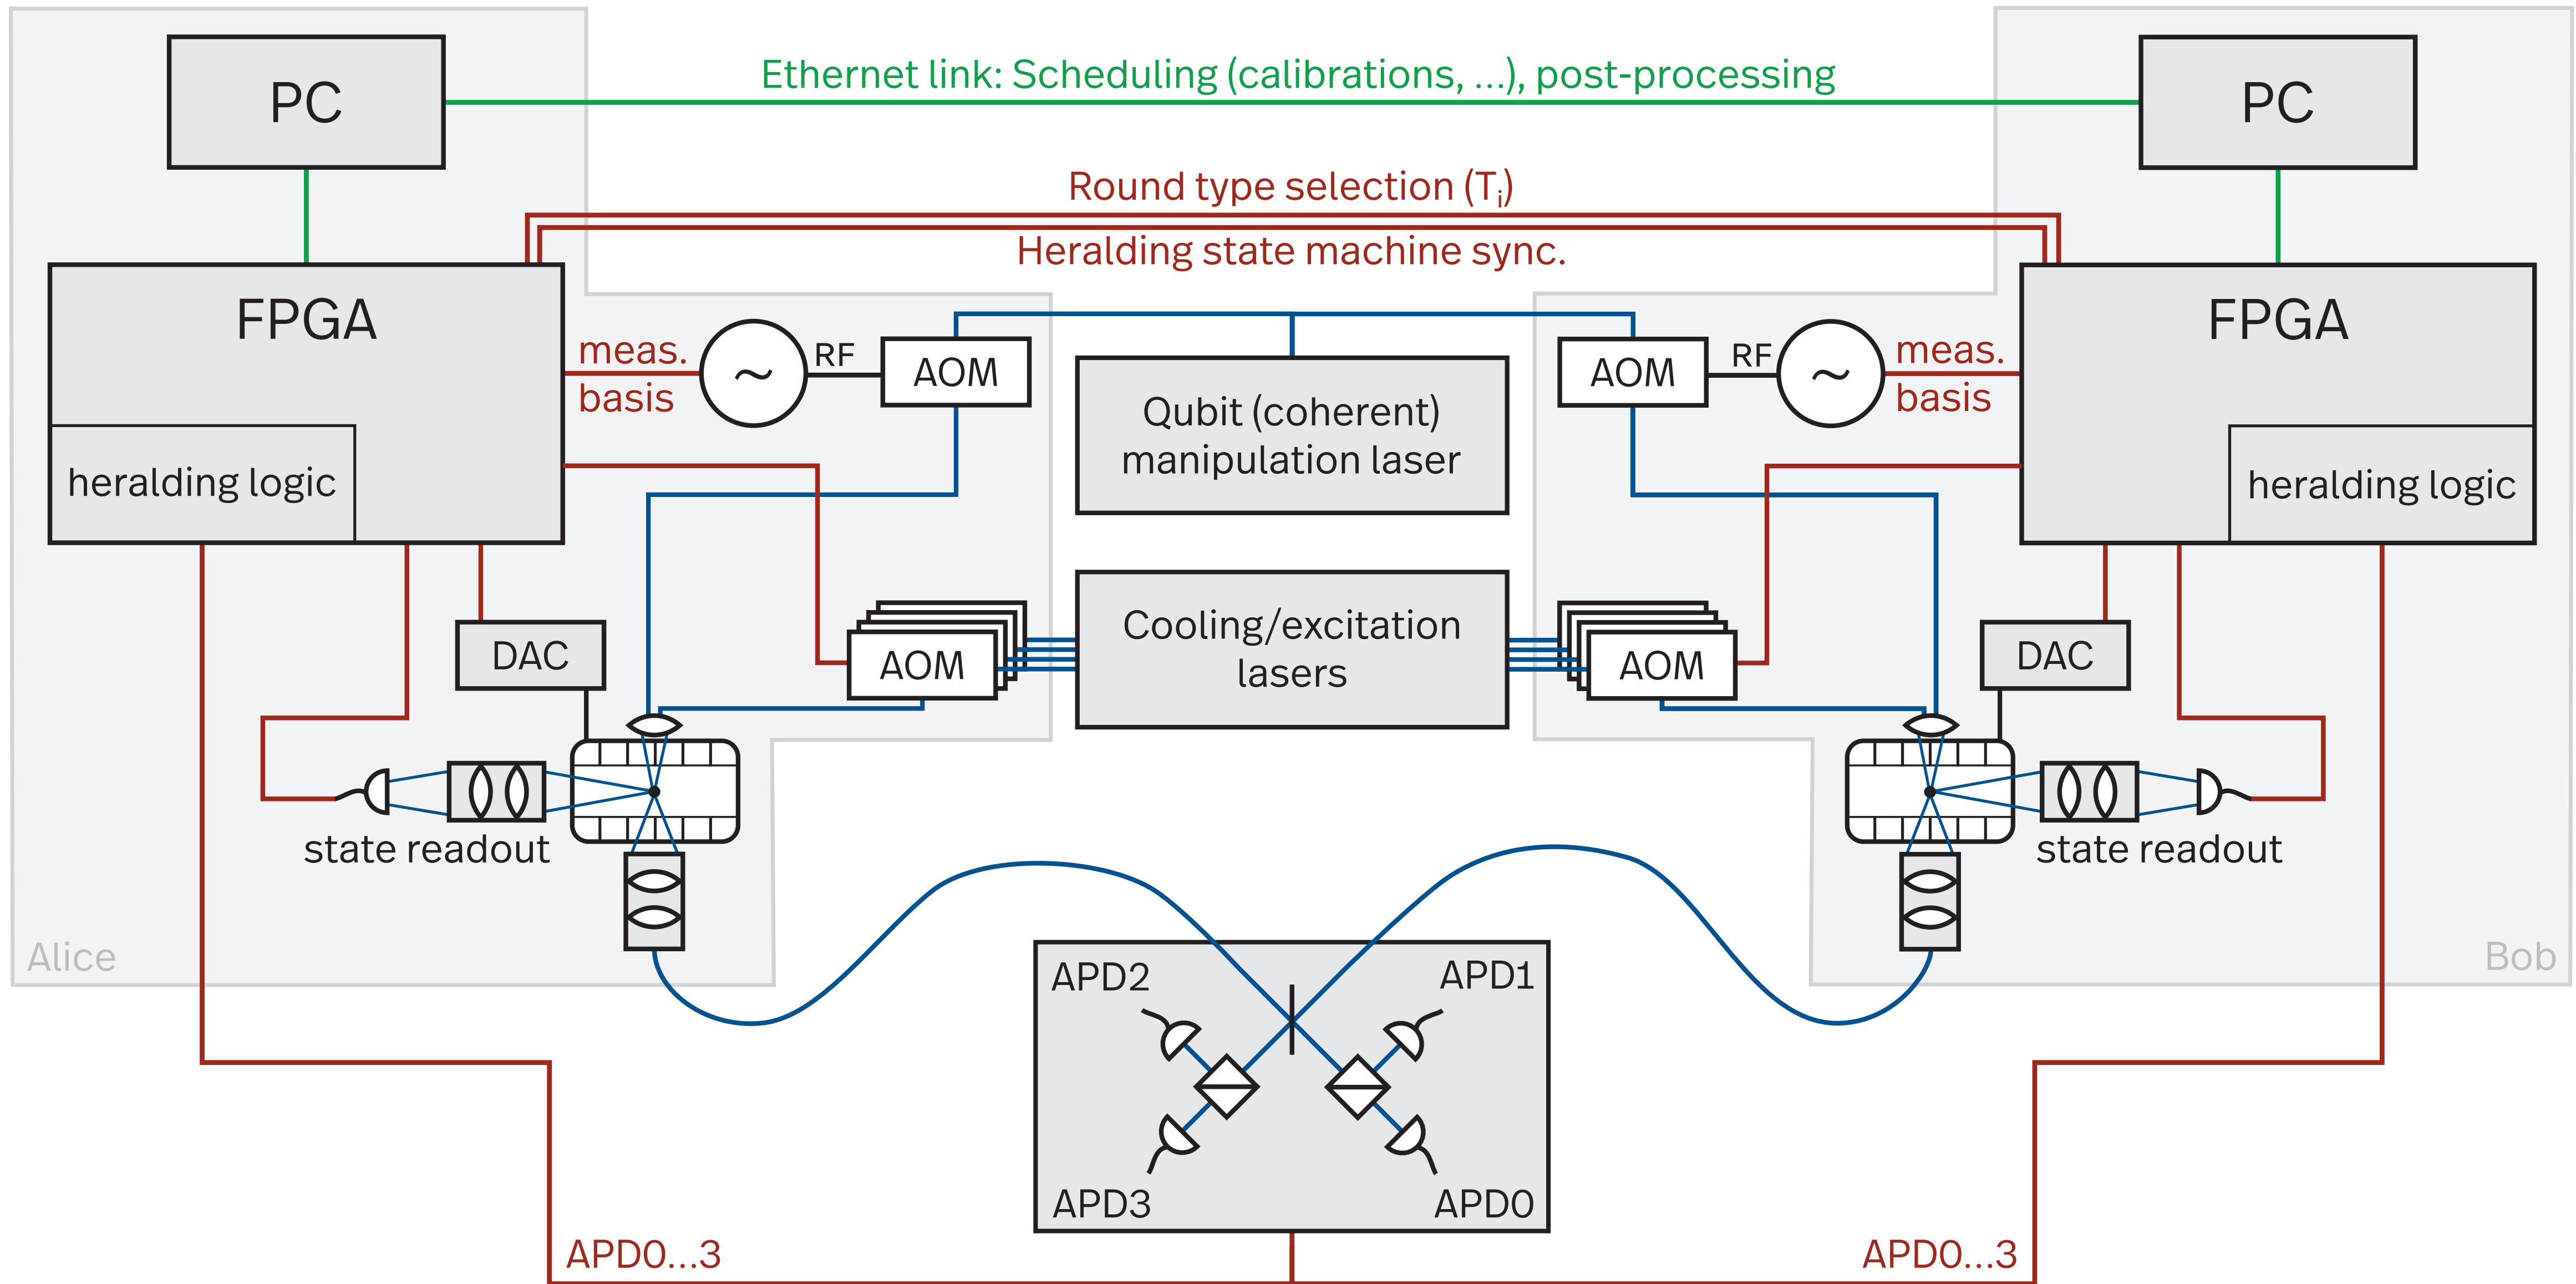 PC
Ethernet link: Scheduling (calibrations, ...), post-processing
PC
Round type selection (Tᵢ)
Heralding state machine sync.
FPGA
heralding logic
meas.
basis
~
RF
AOM
Qubit (coherent)
manipulation laser
AOM
RF
~
meas.
basis
FPGA
heralding logic
DAC
AOM
Cooling/excitation
lasers
AOM
DAC
state readout
state readout
Alice
Bob
APD2
APD1
APD3
APD0
APD0...3
APD0...3